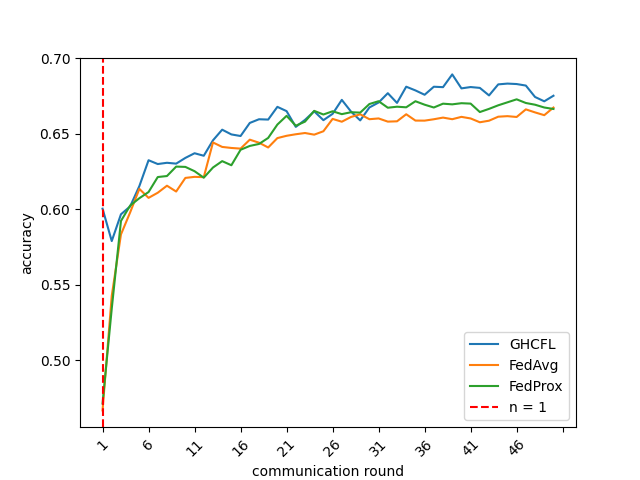 0.70
0.65
0.60
0.55
0.50
accuracy
GHCFL
FedAvg
FedProx
n = 1
1 6 11 16 21 26 31 36 41 46
communication round